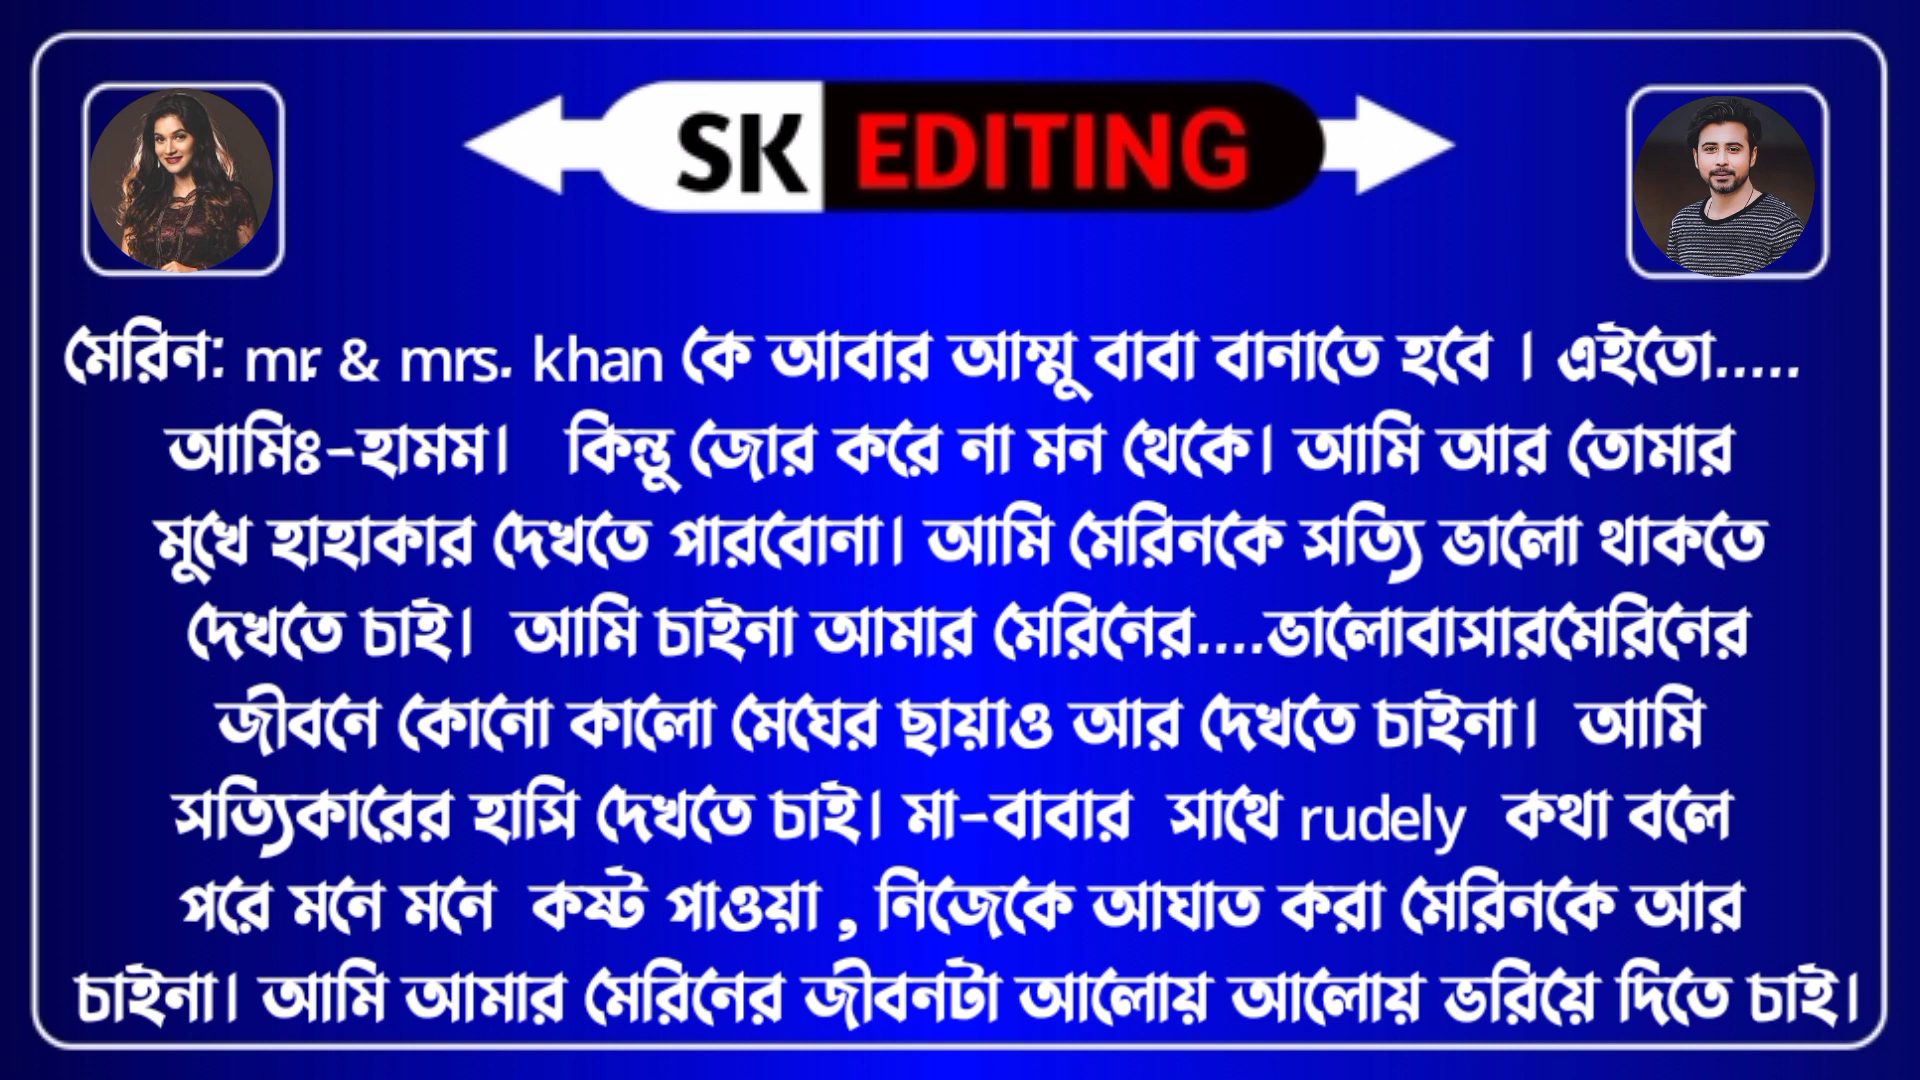 SK EDITING
মেরিন: mr & mrs. khan কে আবার আম্মু বাবা বানাতে হবে । এইতো.....
আমিঃ-হামম। কিন্তু জোর করে না মন থেকে। আমি আর তোমার
মুখে হাহাকার দেখতে পারবোনা। আমি মেরিনকে সত্যি ভালো থাকতে
দেখতে চাই। আমি চাইনা আমার মেরিনের....ভালোবাসারমেরিনের
জীবনে কোনো কালো মেঘের ছায়াও আর দেখতে চাইনা। আমি
সত্যিকারের হাসি দেখতে চাই। মা-বাবার সাথে rudely কথা বলে
পরে মনে মনে কষ্ট পাওয়া , নিজেকে আঘাত করা মেরিনকে আর
চাইনা। আমি আমার মেরিনের জীবনটা আলোয় আলোয় ভরিয়ে দিতে চাই।